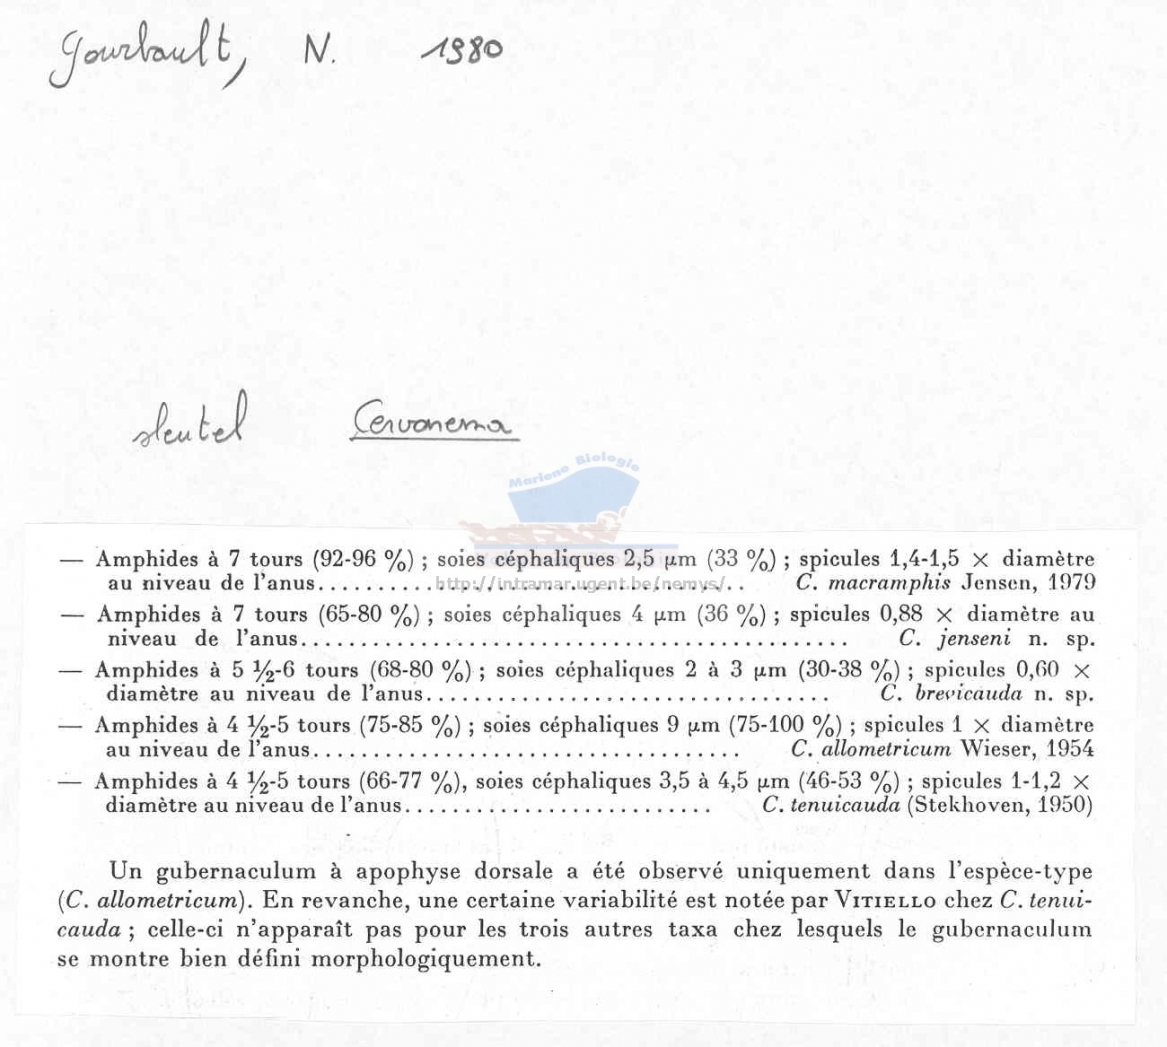 Gourbault, N. 1980
sleutel Cervonema
Mariene Biologie
— Amphides à 7 tours (92-96 %) ; soies céphaliques 2,5 µm (33 %) ; spicules 1,4-1,5 × diamètre
au niveau de l'anus.......... C. macramphis Jensen, 1979
http://intramar.ugent.be/nemys/
— Amphides à 7 tours (65-80 %) ; soies céphaliques 4 µm (36 %) ; spicules 0,88 × diamètre au
niveau de l'anus.......... C. jenseni n. sp.
— Amphides à 5 ½-6 tours (68-80 %) ; soies céphaliques 2 à 3 µm (30-38 %) ; spicules 0,60 ×
diamètre au niveau de l'anus.......... C. brevicauda n. sp.
— Amphides à 4 ½-5 tours (75-85 %) ; soies céphaliques 9 µm (75-100 %) ; spicules 1 × diamètre
au niveau de l'anus.......... C. allometricum Wieser, 1954
— Amphides à 4 ½-5 tours (66-77 %), soies céphaliques 3,5 à 4,5 µm (46-53 %) ; spicules 1-1,2 ×
diamètre au niveau de l'anus.......... C. tenuicauda (Stekhoven, 1950)
Un gubernaculum à apophyse dorsale a été observé uniquement dans l'espèce-type
(C. allometricum). En revanche, une certaine variabilité est notée par VITIELLO chez C. tenui-
cauda ; celle-ci n'apparaît pas pour les trois autres taxa chez lesquels le gubernaculum
se montre bien défini morphologiquement.